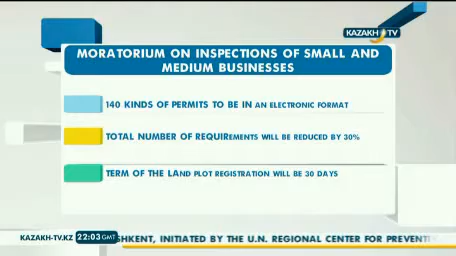 KAZAKH TV
MORATORIUM ON INSPECTIONS OF SMALL AND
MEDIUM BUSINESSES
140 KINDS OF PERMITS TO BE IN AN ELECTRONIC FORMAT
TOTAL NUMBER OF REQUIREMENTS WILL BE REDUCED BY 30%
TERM OF THE LAND PLOT REGISTRATION WILL BE 30 DAYS
KAZAKH-TV.KZ 22:03 GMT SHKENT, INITIATED BY THE U.N. REGIONAL CENTER FOR PREVENTI